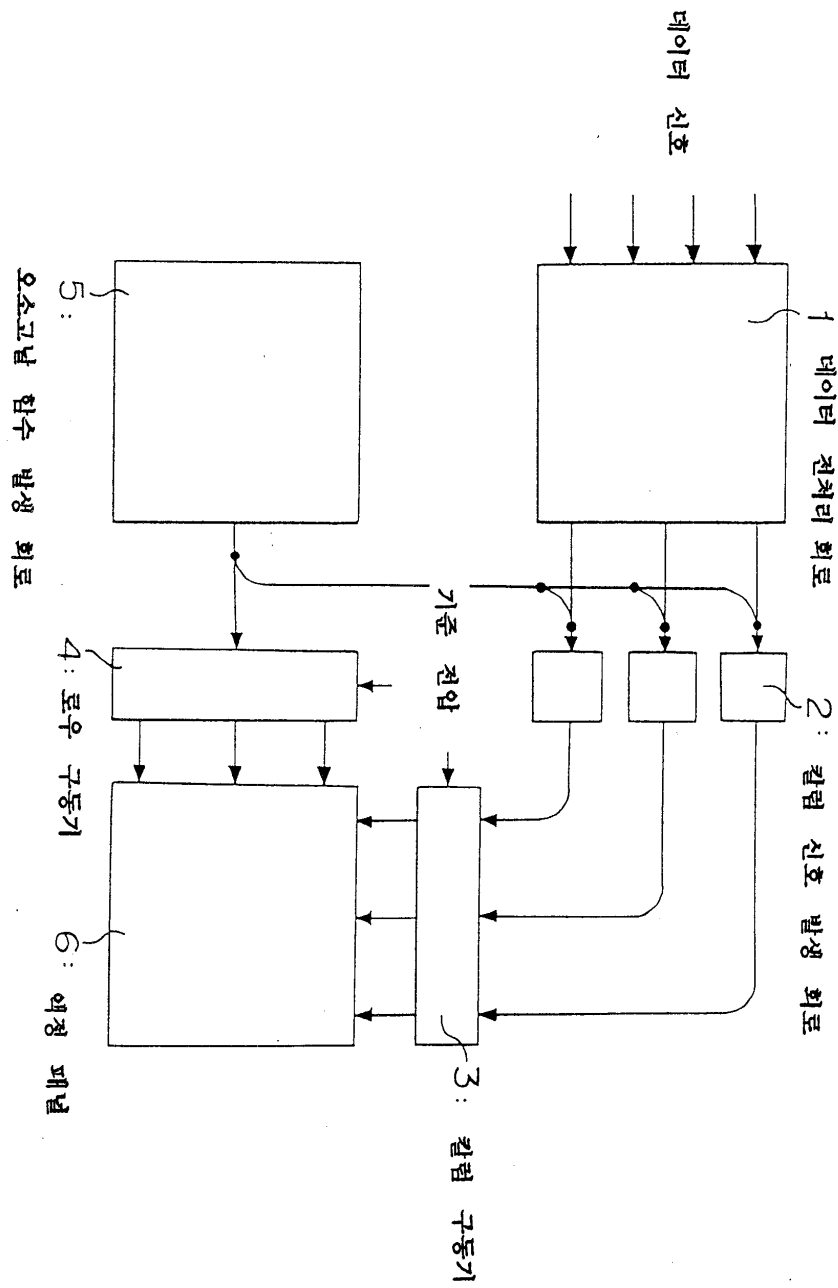 데이터 신호
1 데이터 전처리 회로
2: 컬럼 신호 발생 회로
기준 전압
3: 컬럼 구동기
4: 로우 구동기
5:
오소고날 함수 발생 회로
6: 액정 패널